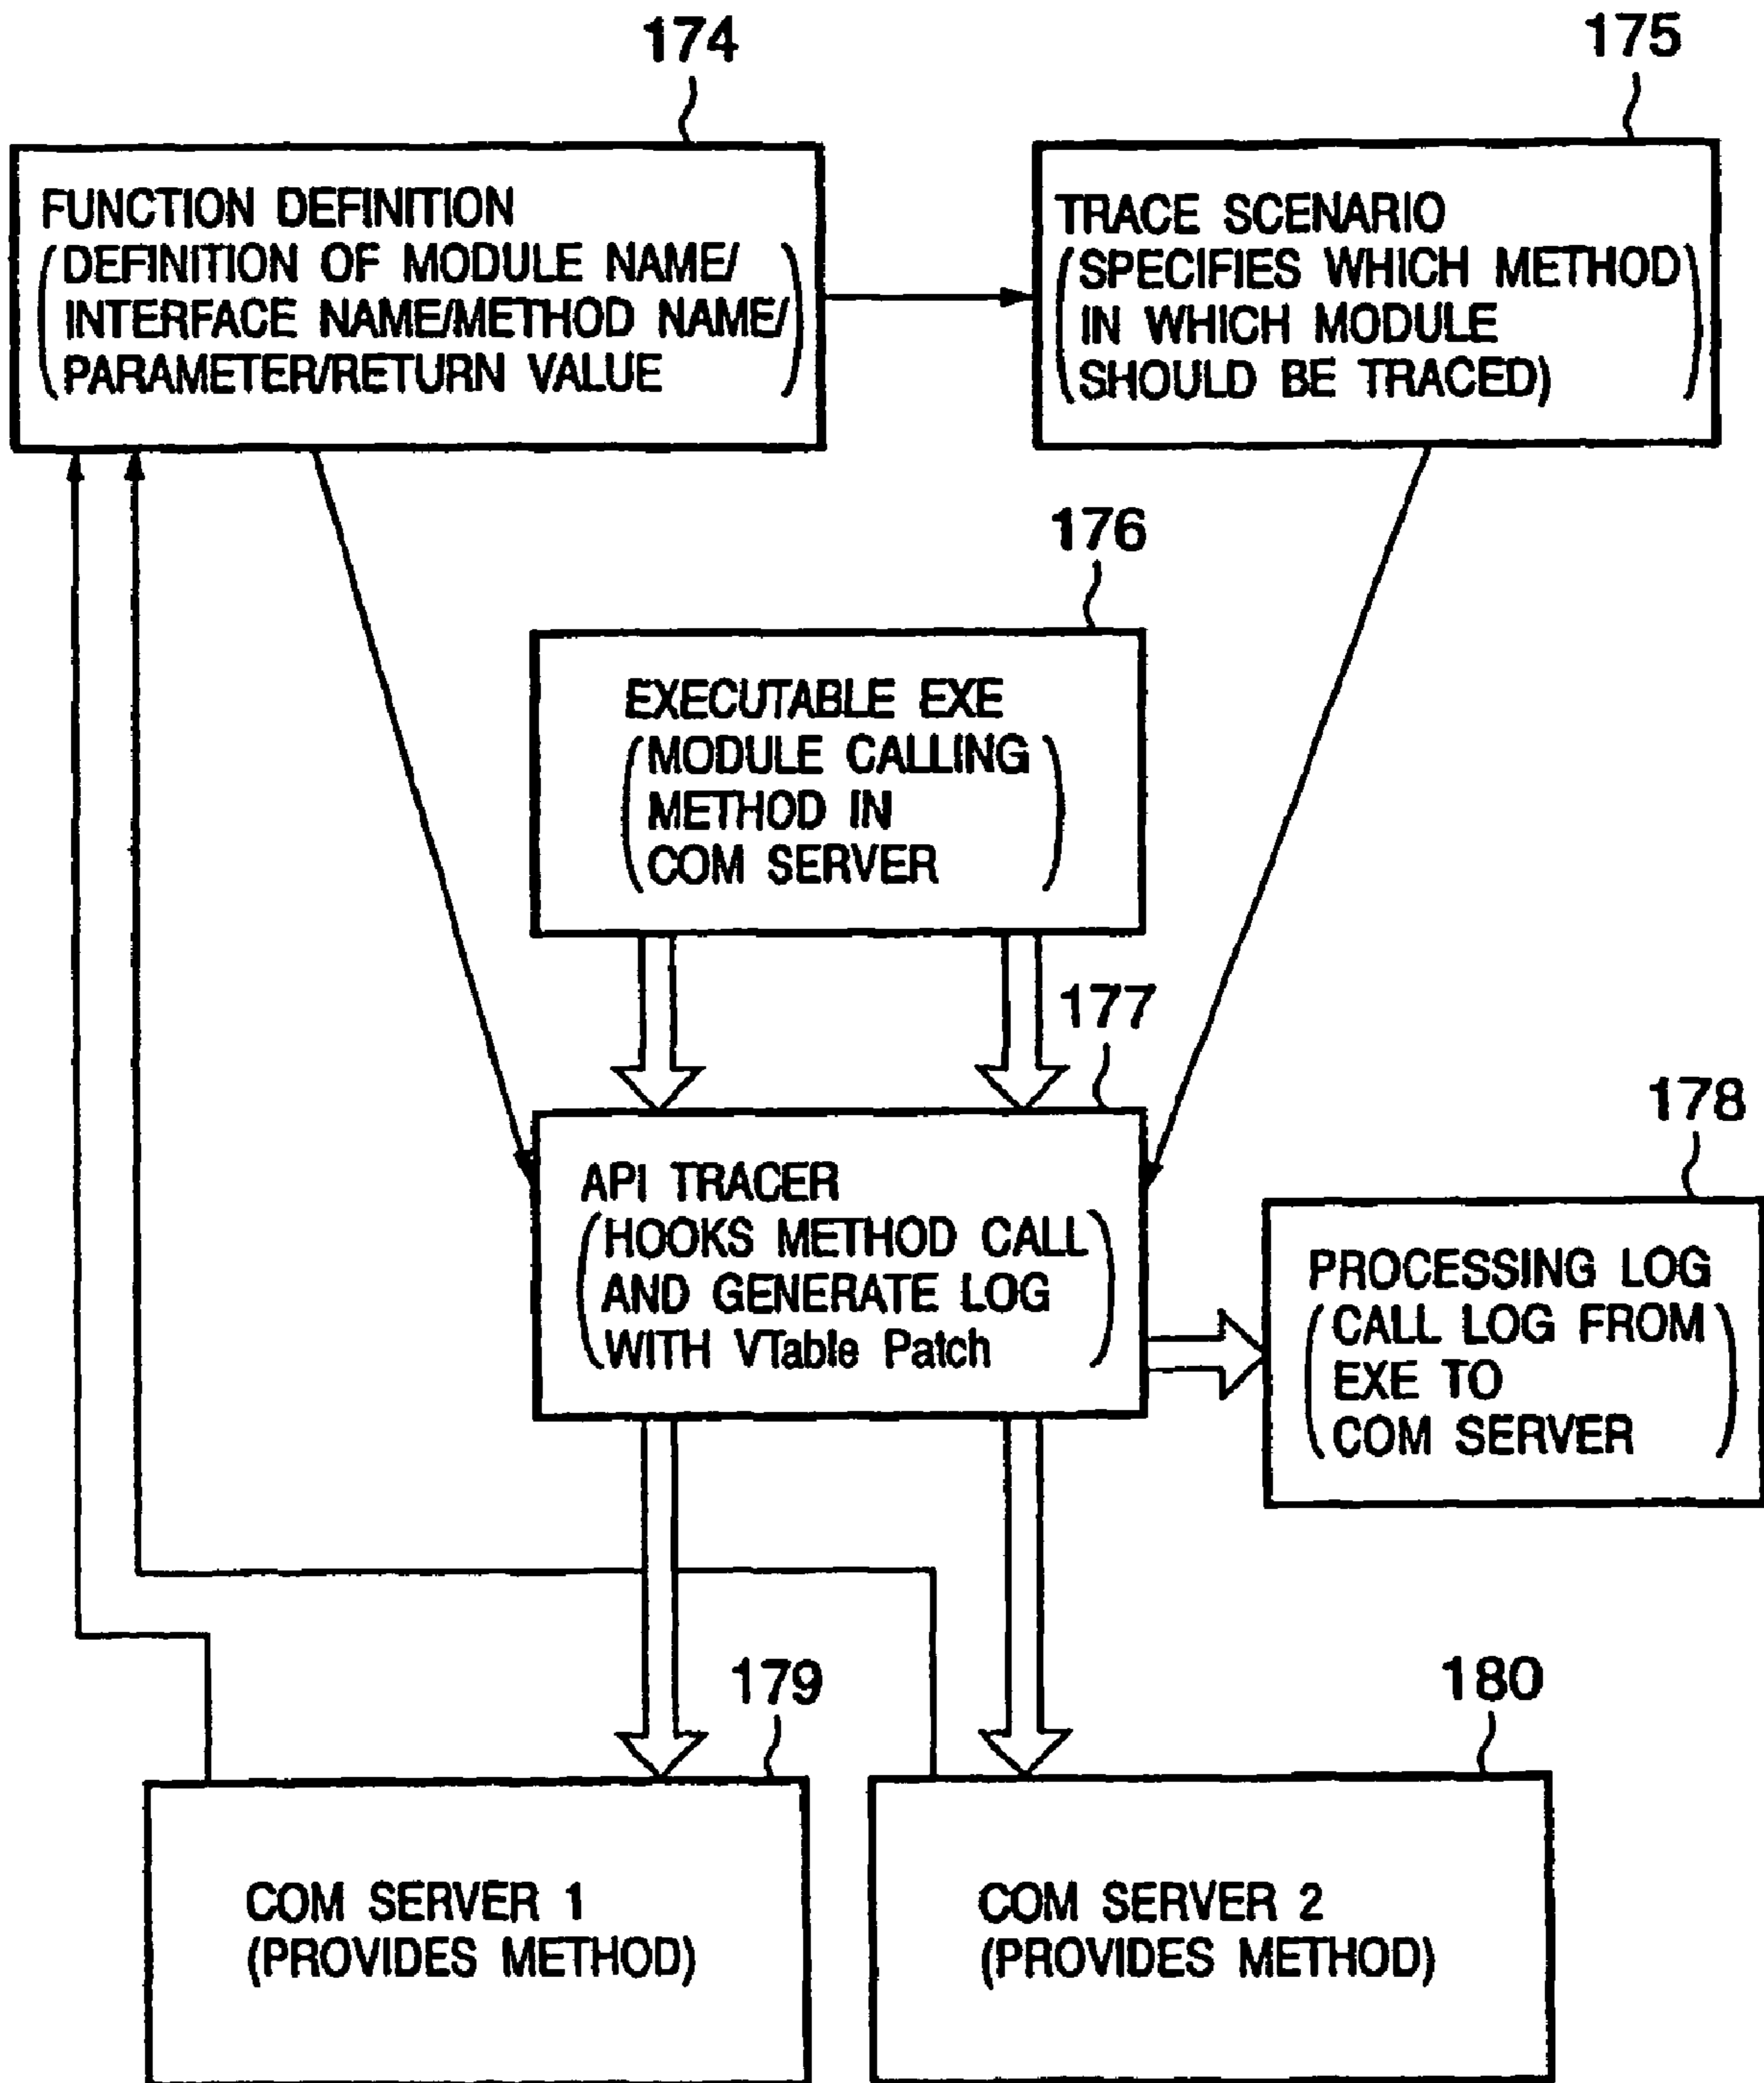 174
FUNCTION DEFINITION
(DEFINITION OF MODULE NAME/
INTERFACE NAME/METHOD NAME/
PARAMETER/RETURN VALUE)
175
TRACE SCENARIO
(SPECIFIES WHICH METHOD
IN WHICH MODULE
SHOULD BE TRACED)
176
EXECUTABLE EXE
(MODULE CALLING
METHOD IN
COM SERVER)
177
API TRACER
(HOOKS METHOD CALL
AND GENERATE LOG
WITH VTable Patch)
178
PROCESSING LOG
(CALL LOG FROM
EXE TO
COM SERVER)
179
COM SERVER 1
(PROVIDES METHOD)
180
COM SERVER 2
(PROVIDES METHOD)